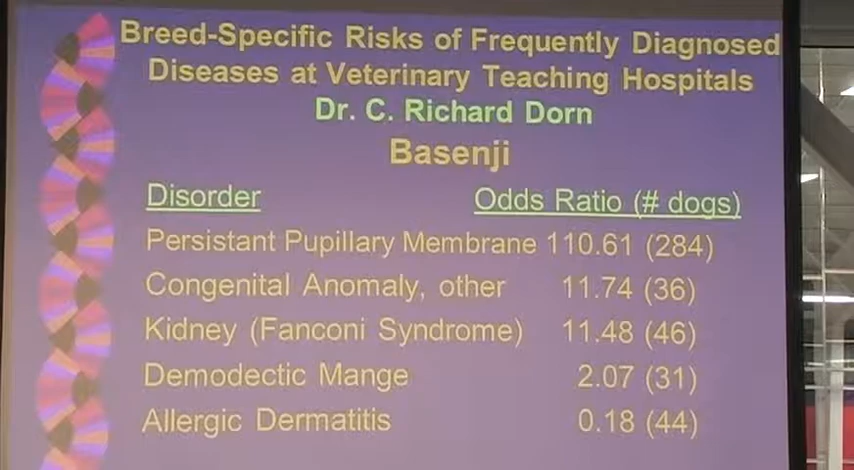 Breed-Specific Risks of Frequently Diagnosed
Diseases at Veterinary Teaching Hospitals
Dr. C. Richard Dorn
Basenji
Disorder Odds Ratio (# dogs)
Persistant Pupillary Membrane 110.61 (284)
Congenital Anomaly, other 11.74 (36)
Kidney (Fanconi Syndrome) 11.48 (46)
Demodectic Mange 2.07 (31)
Allergic Dermatitis 0.18 (44)